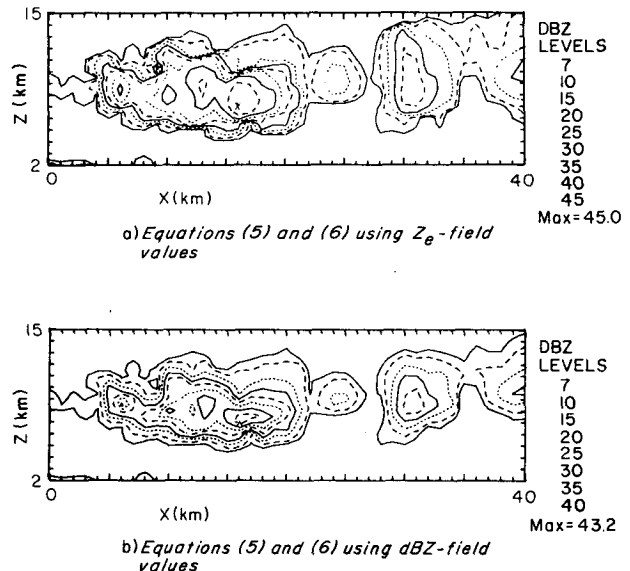 15
Z (km)
2
0
X (km)
40
DBZ
LEVELS
7
10
15
20
25
30
35
40
45
Max=45.0
a) Equations (5) and (6) using Ze-field
values
15
Z (km)
2
0
X (km)
40
DBZ
LEVELS
7
10
15
20
25
30
35
40
Max=43.2
b) Equations (5) and (6) using dBZ-field
values